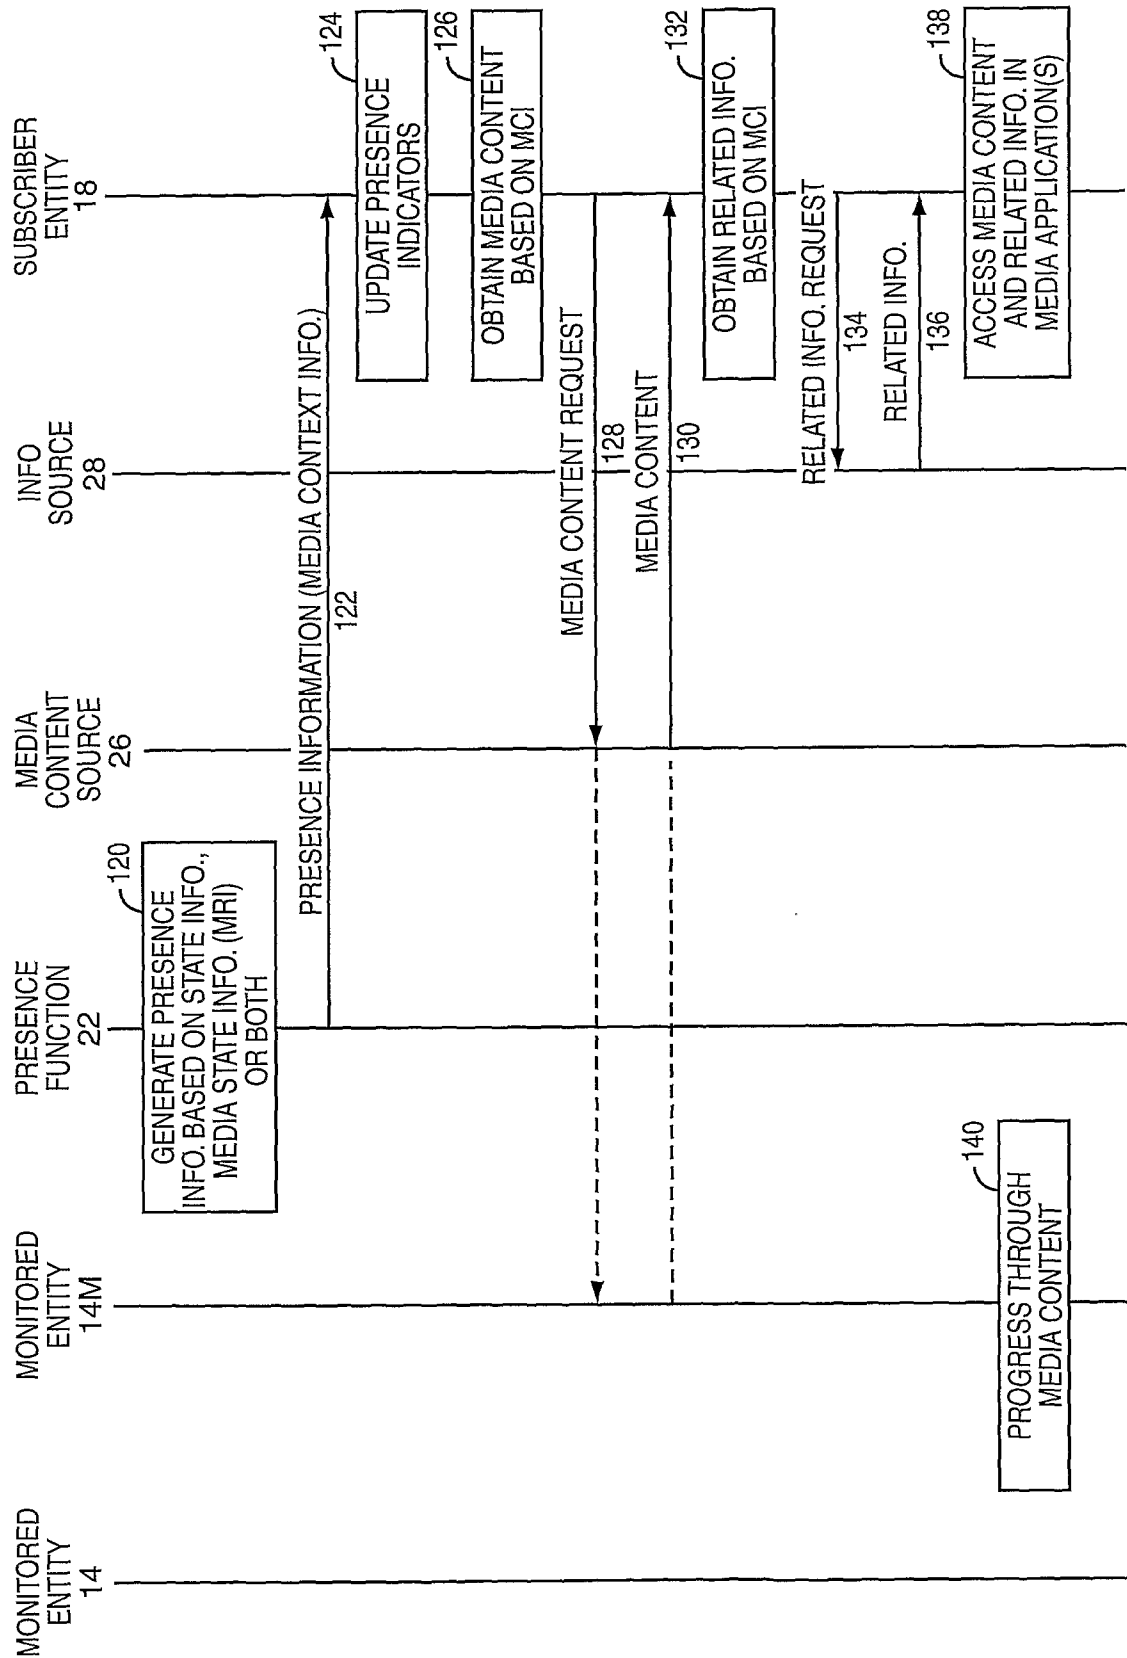 MONITORED
ENTITY
14
MONITORED
ENTITY
14M
PRESENCE
FUNCTION
22
MEDIA
CONTENT
SOURCE
26
INFO
SOURCE
28
SUBSCRIBER
ENTITY
18
120
GENERATE PRESENCE
INFO. BASED ON STATE INFO.,
MEDIA STATE INFO. (MRI)
OR BOTH
PRESENCE INFORMATION (MEDIA CONTEXT INFO.)
122
124
UPDATE PRESENCE
INDICATORS
126
OBTAIN MEDIA CONTENT
BASED ON MCI
MEDIA CONTENT REQUEST
128
MEDIA CONTENT
130
132
OBTAIN RELATED INFO.
BASED ON MCI
RELATED INFO. REQUEST
134
RELATED INFO.
136
138
ACCESS MEDIA CONTENT
AND RELATED INFO. IN
MEDIA APPLICATION(S)
140
PROGRESS THROUGH
MEDIA CONTENT